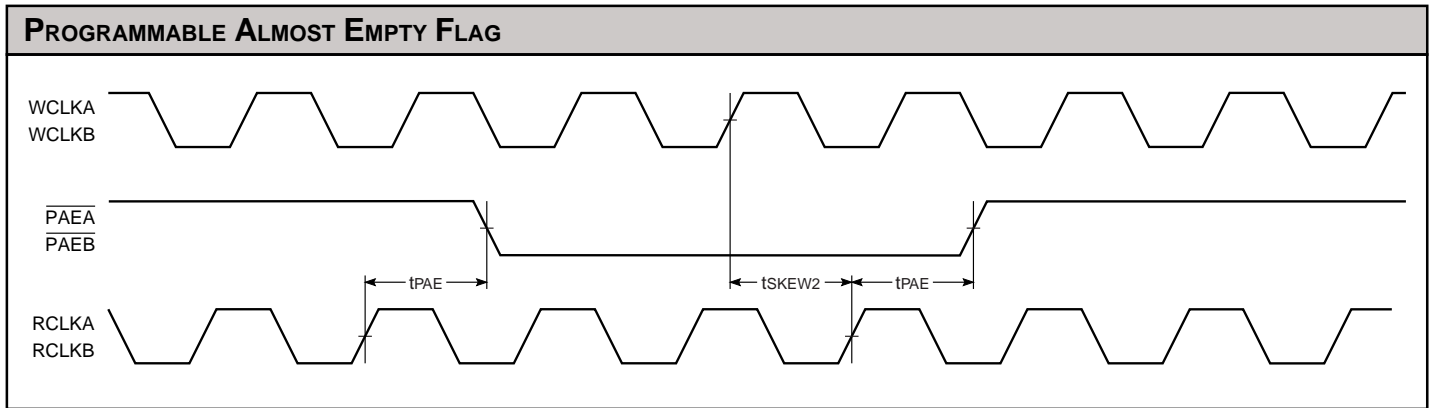 PROGRAMMABLE ALMOST EMPTY FLAG
WCLKA
WCLKB
PAEA
PAEB
tPAE
tSKEW2
tPAE
RCLKA
RCLKB